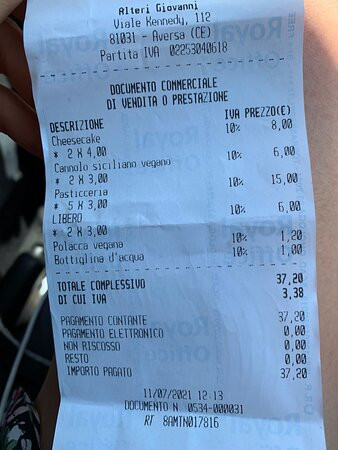 Alteri Giovanni
Viale Kennedy, 112
81031 - Aversa (CE)
Partita IVA 02253040618
DOCUMENTO COMMERCIALE
DI VENDITA O PRESTAZIONE
DESCRIZIONE IVA PREZZO(€)
Cheesecake 10% 8,00
* 2 X 4,00
Cannolo siciliano vegano 10% 6,00
* 2 X 3,00
Pasticceria 10% 15,00
* 5 X 3,00
LIBERO 10% 6,00
* 2 X 3,00
Polacca vegana 10% 1,20
Bottiglina d'acqua 10% 1,00
TOTALE COMPLESSIVO 37,20
DI CUI IVA 3,38
PAGAMENTO CONTANTE 37,20
PAGAMENTO ELETTRONICO 0,00
NON RISCOSSO 0,00
RESTO 0,00
IMPORTO PAGATO 37,20
11/07/2021 12-13
DOCUMENTO N 0534-000031
RT 8AMTN017816